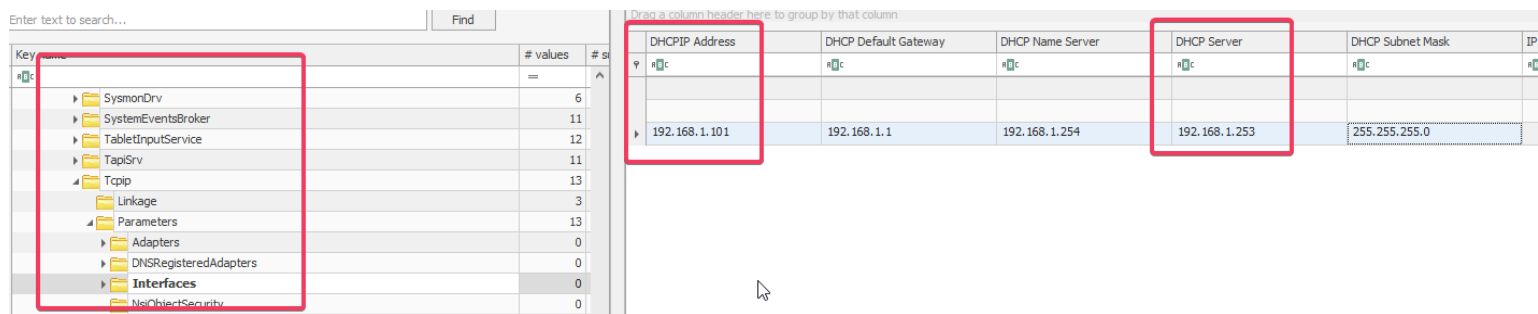 Enter text to search...
Find
Key name
# values
# su
=
SysmonDrv
6
SystemEventsBroker
11
TabletInputService
12
TapiSrv
11
Tcpip
13
Linkage
3
Parameters
13
Adapters
0
DNSRegisteredAdapters
0
Interfaces
0
NsiObjectSecurity
0
Drag a column header here to group by that column
DHCPIP Address
DHCP Default Gateway
DHCP Name Server
DHCP Server
DHCP Subnet Mask
IP
192.168.1.101
192.168.1.1
192.168.1.254
192.168.1.253
255.255.255.0